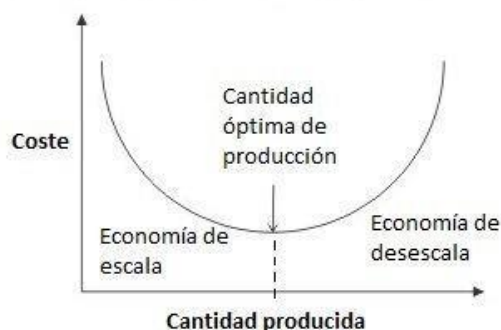 Cantidad
óptima de
producción
Coste
Economía de
escala
Economía de
desescala
Cantidad producida